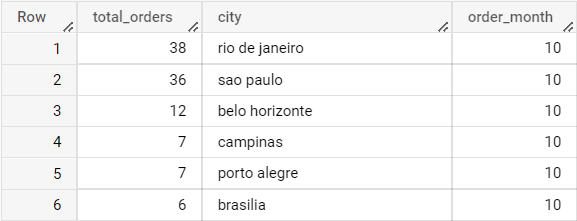 Row total_orders city order_month
1 38 rio de janeiro 10
2 36 sao paulo 10
3 12 belo horizonte 10
4 7 campinas 10
5 7 porto alegre 10
6 6 brasilia 10